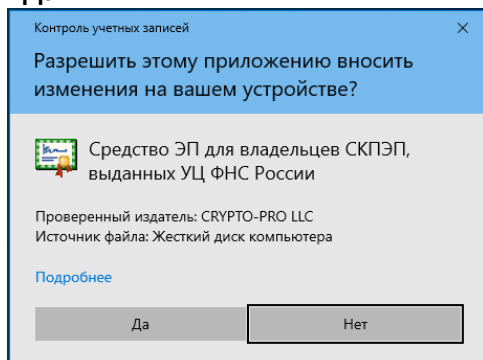 Контроль учетных записей
Разрешить этому приложению вносить
изменения на вашем устройстве?
Средство ЭП для владельцев СКПЭП,
выданных УЦ ФНС России
Проверенный издатель: CRYPTO-PRO LLC
Источник файла: Жесткий диск компьютера
Подробнее
Да
Нет